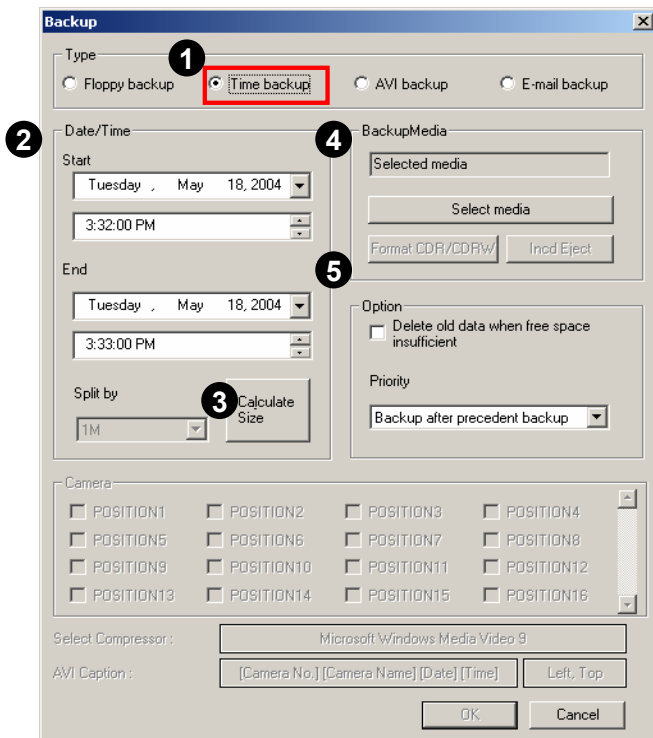 Backup
Type
1
Floppy backup Time backup AVI backup E-mail backup
2
Date/Time
Start
Tuesday , May 18, 2004
3:32:00 PM
End
Tuesday , May 18, 2004
3:33:00 PM
Split by
1M
3
Calculate
Size
4
BackupMedia
Selected media
Select media
Format CDR/CDRW Incd Eject
5
Option
Delete old data when free space
insufficient
Priority
Backup after precedent backup
Camera
POSITION1 POSITION2 POSITION3 POSITION4
POSITION5 POSITION6 POSITION7 POSITION8
POSITION9 POSITION10 POSITION11 POSITION12
POSITION13 POSITION14 POSITION15 POSITION16
Select Compressor : Microsoft Windows Media Video 9
AVI Caption : [Camera No.] [Camera Name] [Date] [Time] Left, Top
OK Cancel